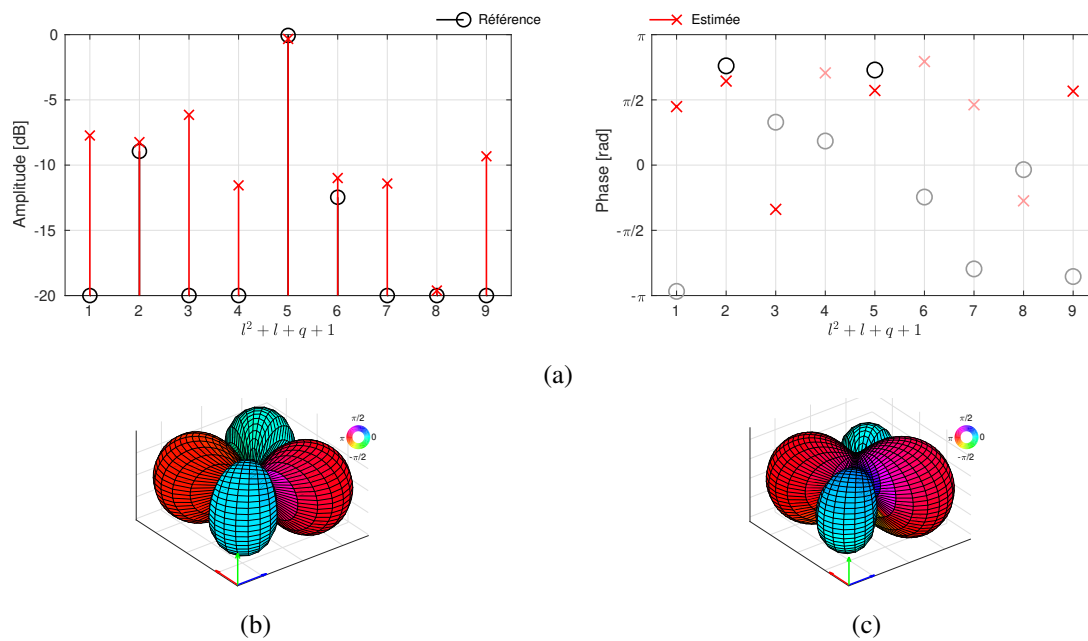 Référence
Estimée
Amplitude [dB]
0
-5
-10
-15
-20
1 2 3 4 5 6 7 8 9
l² + l + q + 1
Phase [rad]
π
π/2
0
-π/2
-π
1 2 3 4 5 6 7 8 9
l² + l + q + 1
(a)
π/2
π 0
-π/2
π/2
π 0
-π/2
(b) (c)